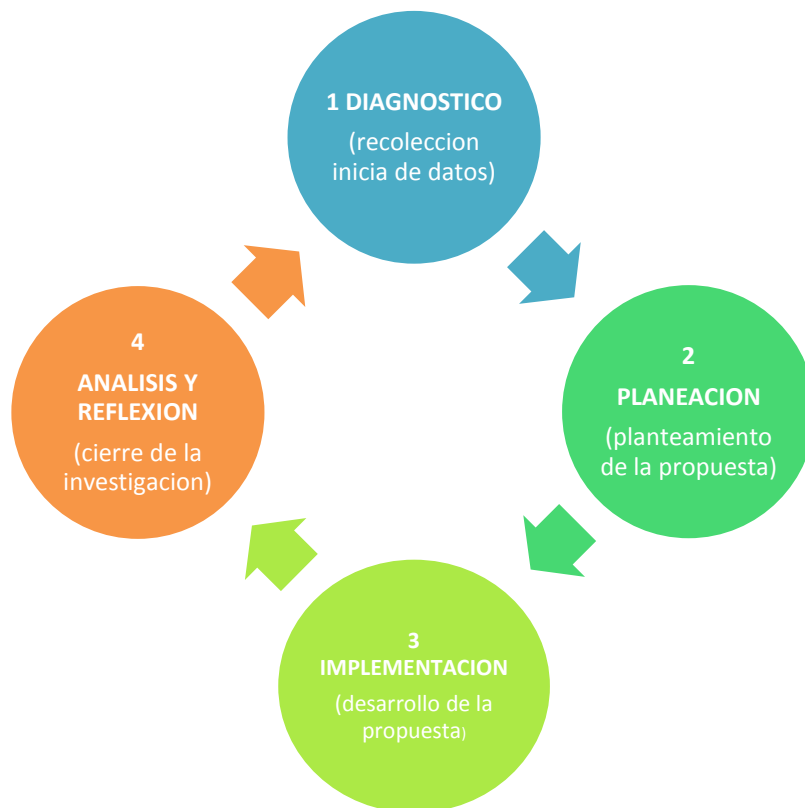 1 DIAGNOSTICO
(recoleccion
inicia de datos)
2
PLANEACION
(planteamiento
de la propuesta)
3
IMPLEMENTACION
(desarrollo de la
propuesta)
4
ANALISIS Y
REFLEXION
(cierre de la
investigacion)